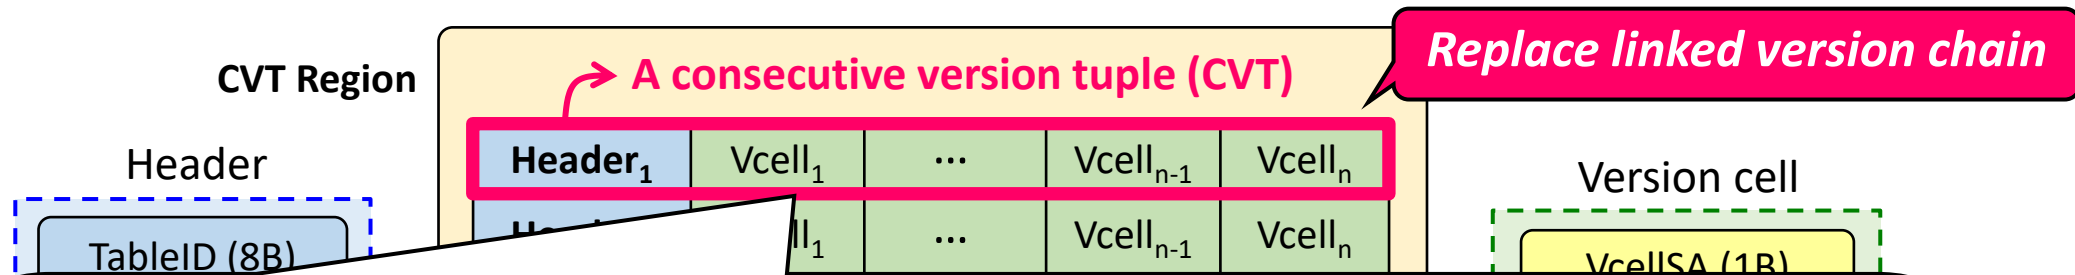 Replace linked version chain
CVT Region
A consecutive version tuple (CVT)
Header
Header1 Vcell1 ... Vcelln-1 Vcelln
Version cell
... Vcelln-1 Vcelln
TableID (8B)
VcellSA (1B)